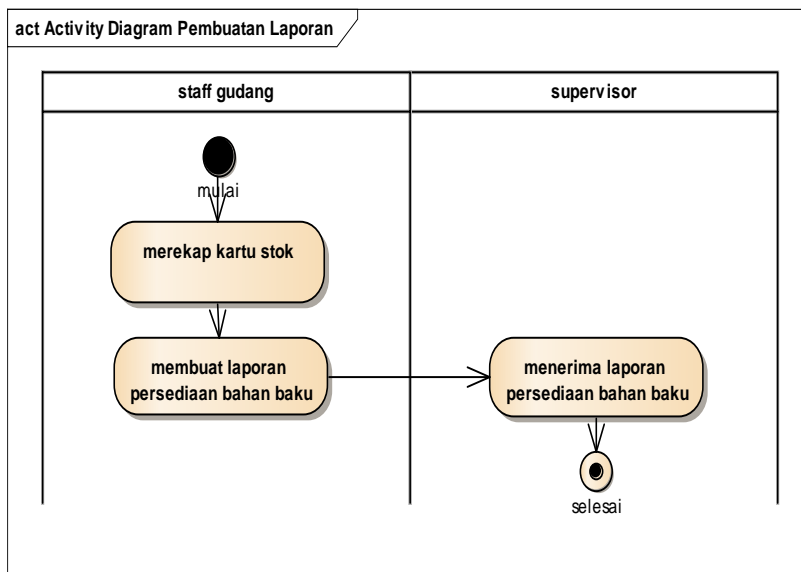 act Activity Diagram Pembuatan Laporan
staff gudang
supervisor
mulai
merekap kartu stok
membuat laporan
persediaan bahan baku
menerima laporan
persediaan bahan baku
selesai